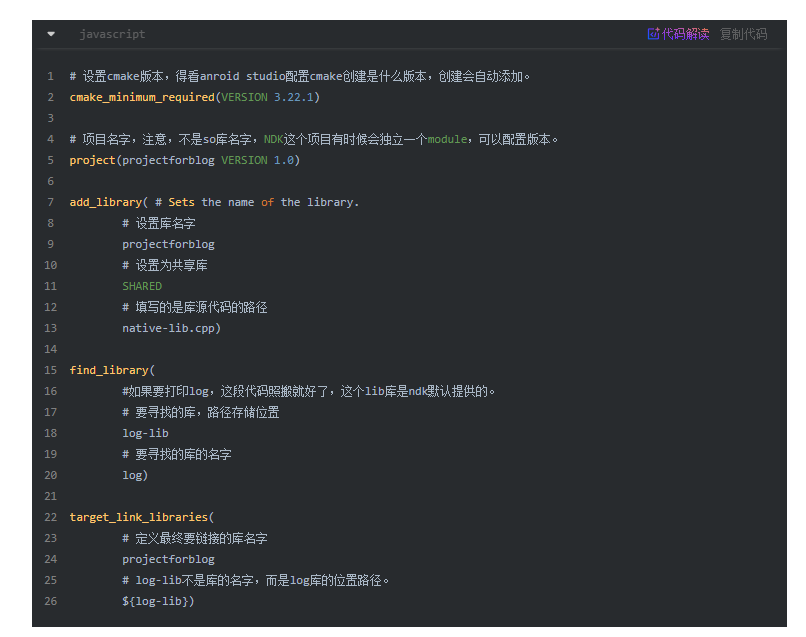 javascript 代码解读 复制代码
1 # 设置cmake版本，得看anroid studio配置cmake创建是什么版本，创建会自动添加。
2 cmake_minimum_required(VERSION 3.22.1)
3
4 # 项目名字，注意，不是so库名字，NDK这个项目有时候会独立一个module，可以配置版本。
5 project(projectforblog VERSION 1.0)
6
7 add_library( # Sets the name of the library.
8 # 设置库名字
9 projectforblog
10 # 设置为共享库
11 SHARED
12 # 填写的是库源代码的路径
13 native-lib.cpp)
14
15 find_library(
16 #如果要打印log，这段代码照搬就好了，这个lib库是ndk默认提供的。
17 # 要寻找的库，路径存储位置
18 log-lib
19 # 要寻找的库的名字
20 log)
21
22 target_link_libraries(
23 # 定义最终要链接的库名字
24 projectforblog
25 # log-lib不是库的名字，而是log库的位置路径。
26 ${log-lib})